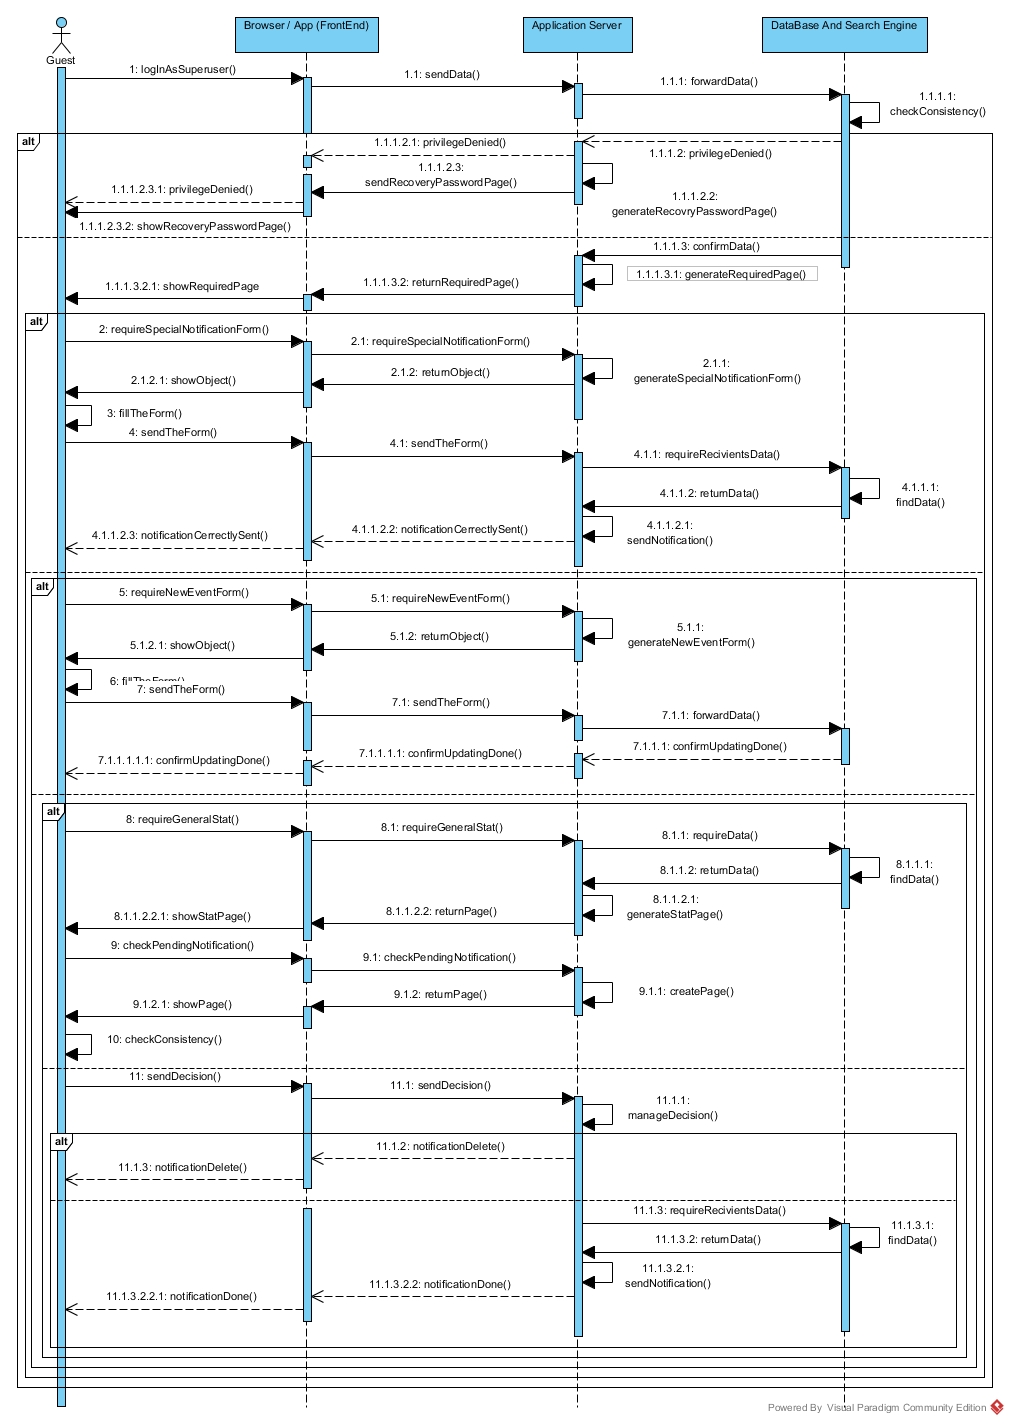 Guest
Browser / App (FrontEnd)
Application Server
DataBase And Search Engine
1: logInAsSuperuser()
1.1: sendData()
1.1.1: forwardData()
1.1.1.1:
checkConsistency()
alt
1.1.1.2.1: privilegeDenied()
1.1.1.2: privilegeDenied()
1.1.1.2.3:
sendRecoveryPasswordPage()
1.1.1.2.3.1: privilegeDenied()
1.1.1.2.2:
generateRecovryPasswordPage()
1.1.1.2.3.2: showRecoveryPasswordPage()
1.1.1.3: confirmData()
1.1.1.3.1: generateRequiredPage()
1.1.1.3.2: returnRequiredPage()
1.1.1.3.2.1: showRequiredPage
alt
2: requireSpecialNotificationForm()
2.1: requireSpecialNotificationForm()
2.1.1:
generateSpecialNotificationForm()
2.1.2: returnObject()
2.1.2.1: showObject()
3: fillTheForm()
4: sendTheForm()
4.1: sendTheForm()
4.1.1: requireRecivientsData()
4.1.1.1:
findData()
4.1.1.2: returnData()
4.1.1.2.1:
sendNotification()
4.1.1.2.2: notificationCerrectlySent()
4.1.1.2.3: notificationCerrectlySent()
alt
5: requireNewEventForm()
5.1: requireNewEventForm()
5.1.1:
generateNewEventForm()
5.1.2: returnObject()
5.1.2.1: showObject()
6: fillTheForm()
7: sendTheForm()
7.1: sendTheForm()
7.1.1: forwardData()
7.1.1.1: confirmUpdatingDone()
7.1.1.1.1: confirmUpdatingDone()
7.1.1.1.1.1: confirmUpdatingDone()
alt
8: requireGeneralStat()
8.1: requireGeneralStat()
8.1.1: requireData()
8.1.1.1:
findData()
8.1.1.2: returnData()
8.1.1.2.1:
generateStatPage()
8.1.1.2.2: returnPage()
8.1.1.2.2.1: showStatPage()
9: checkPendingNotification()
9.1: checkPendingNotification()
9.1.1: createPage()
9.1.2: returnPage()
9.1.2.1: showPage()
10: checkConsistency()
11: sendDecision()
11.1: sendDecision()
11.1.1:
manageDecision()
alt
11.1.2: notificationDelete()
11.1.3: notificationDelete()
11.1.3: requireRecivientsData()
11.1.3.1:
findData()
11.1.3.2: returnData()
11.1.3.2.1:
sendNotification()
11.1.3.2.2: notificationDone()
11.1.3.2.2.1: notificationDone()
Powered By Visual Paradigm Community Edition